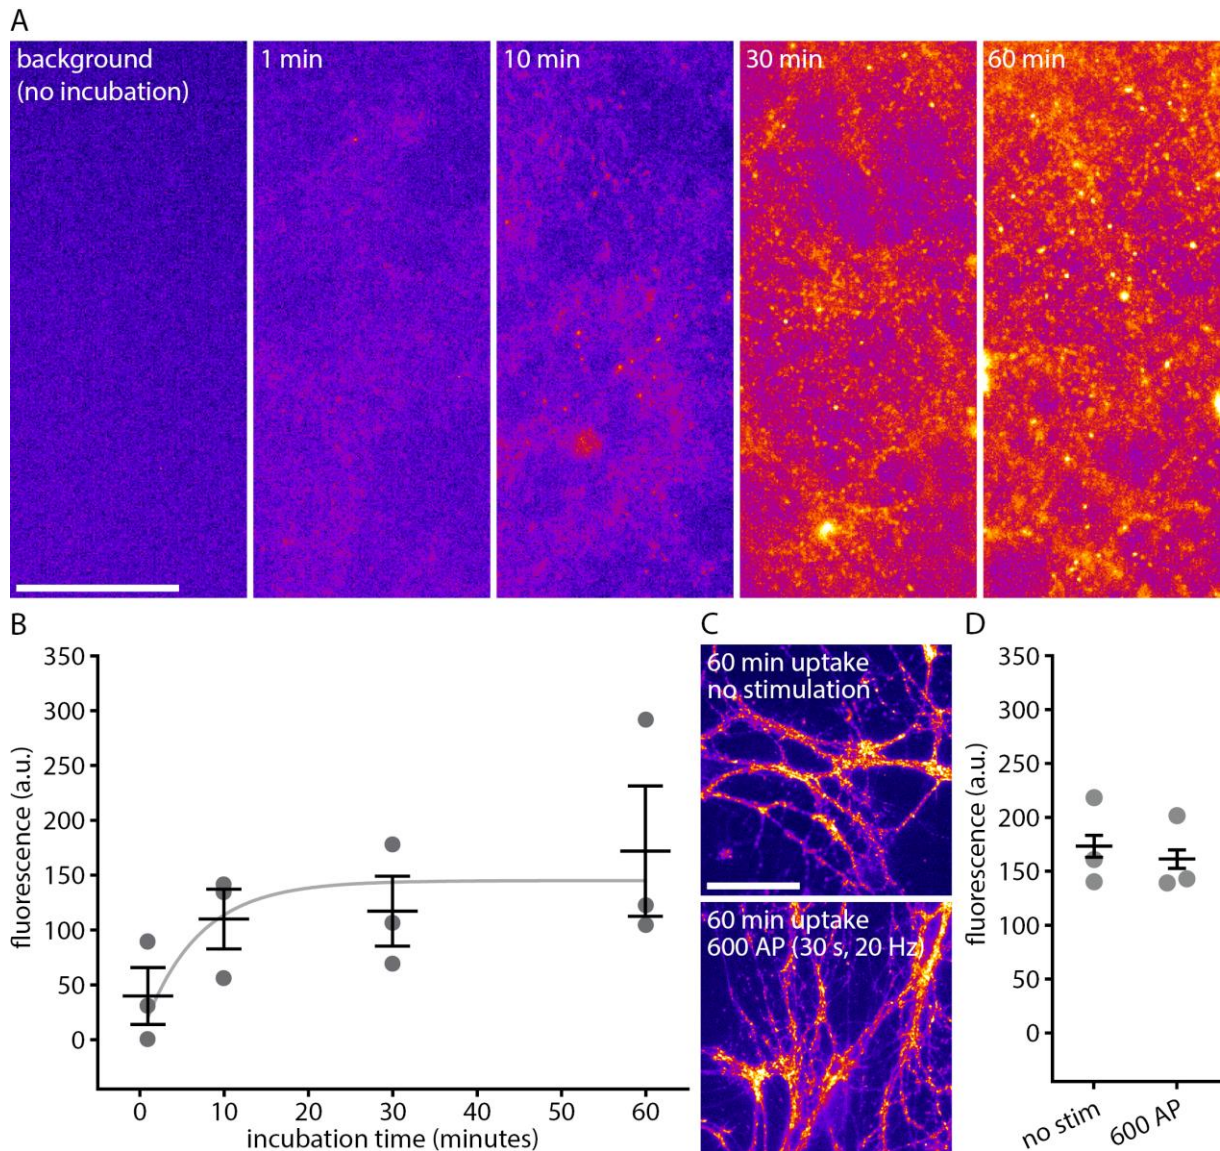 A
background
(no incubation)
1 min
10 min
30 min
60 min
B
350
300
250
200
150
100
50
0
fluorescence (a.u.)
0
10
20
30
40
50
60
incubation time (minutes)
C
60 min uptake
no stimulation
60 min uptake
600 AP (30 s, 20 Hz)
D
350
300
250
200
150
100
50
0
fluorescence (a.u.)
no stim
600 AP